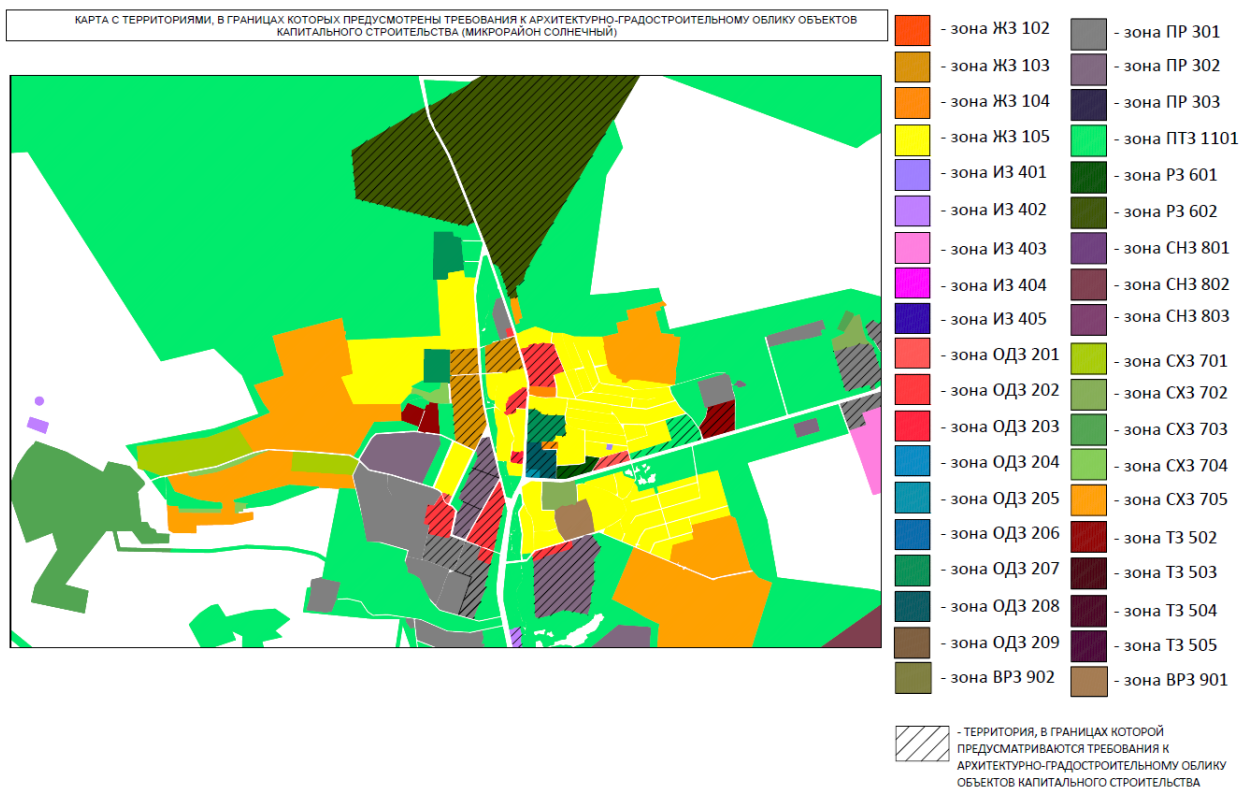 КАРТА С ТЕРРИТОРИЯМИ, В ГРАНИЦАХ КОТОРЫХ ПРЕДУСМОТРЕНЫ ТРЕБОВАНИЯ К АРХИТЕКТУРНО-ГРАДОСТРОИТЕЛЬНОМУ ОБЛИКУ ОБЪЕКТОВ
КАПИТАЛЬНОГО СТРОИТЕЛЬСТВА (МИКРОРАЙОН СОЛНЕЧНЫЙ)
- зона ЖЗ 102
- зона ЖЗ 103
- зона ЖЗ 104
- зона ЖЗ 105
- зона ИЗ 401
- зона ИЗ 402
- зона ИЗ 403
- зона ИЗ 404
- зона ИЗ 405
- зона ОДЗ 201
- зона ОДЗ 202
- зона ОДЗ 203
- зона ОДЗ 204
- зона ОДЗ 205
- зона ОДЗ 206
- зона ОДЗ 207
- зона ОДЗ 208
- зона ОДЗ 209
- зона ВРЗ 902
- зона ПР 301
- зона ПР 302
- зона ПР 303
- зона ПТЗ 1101
- зона РЗ 601
- зона РЗ 602
- зона СНЗ 801
- зона СНЗ 802
- зона СНЗ 803
- зона СХЗ 701
- зона СХЗ 702
- зона СХЗ 703
- зона СХЗ 704
- зона СХЗ 705
- зона ТЗ 502
- зона ТЗ 503
- зона ТЗ 504
- зона ТЗ 505
- зона ВРЗ 901
- ТЕРРИТОРИЯ, В ГРАНИЦАХ КОТОРОЙ
ПРЕДУСМАТРИВАЮТСЯ ТРЕБОВАНИЯ К
АРХИТЕКТУРНО-ГРАДОСТРОИТЕЛЬНОМУ ОБЛИКУ
ОБЪЕКТОВ КАПИТАЛЬНОГО СТРОИТЕЛЬСТВА